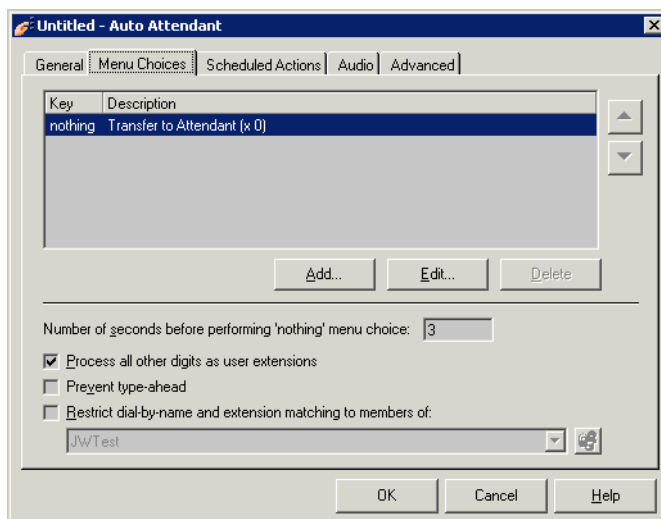 Untitled - Auto Attendant
General Menu Choices Scheduled Actions Audio Advanced
Key Description
nothing Transfer to Attendant (x 0)
Add... Edit... Delete
Number of seconds before performing 'nothing' menu choice: 3
Process all other digits as user extensions
Prevent type-ahead
Restrict dial-by-name and extension matching to members of:
JWTest
OK Cancel Help